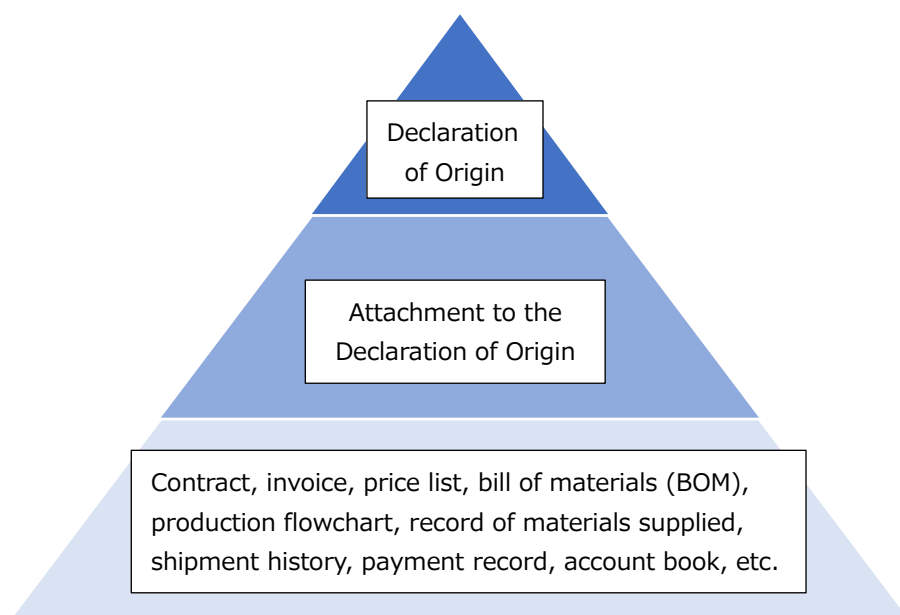 Declaration
of Origin
Attachment to the
Declaration of Origin
Contract, invoice, price list, bill of materials (BOM),
production flowchart, record of materials supplied,
shipment history, payment record, account book, etc.